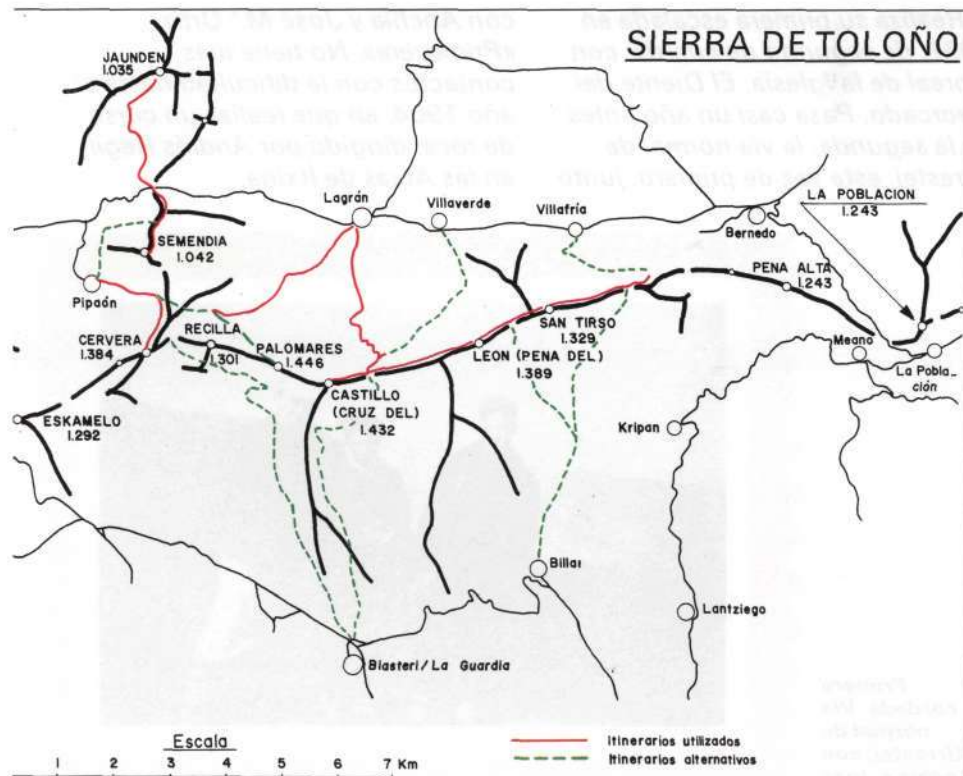 SIERRA DE TOLOÑO
JAUNDEN
1.035
Lagrán
Villaverde
Villafría
LA POBLACION
1.243
Bernedo
SEMENDIA
1.042
PENA ALTA
1.243
Pipaón
SAN TIRSO
1.329
CERVERA
1.384
RECILLA
1.301
PALOMARES
1.446
LEON (PENA DEL)
1.389
Meano
La Pobla_
ción
CASTILLO
(CRUZ DEL)
1.432
ESKAMELO
1.292
Kripan
Billar
Lantziego
Blasteri/La Guardia
Escala
1 2 3 4 5 6 7 Km
Itinerarios utilizados
Itinerarios alternativos